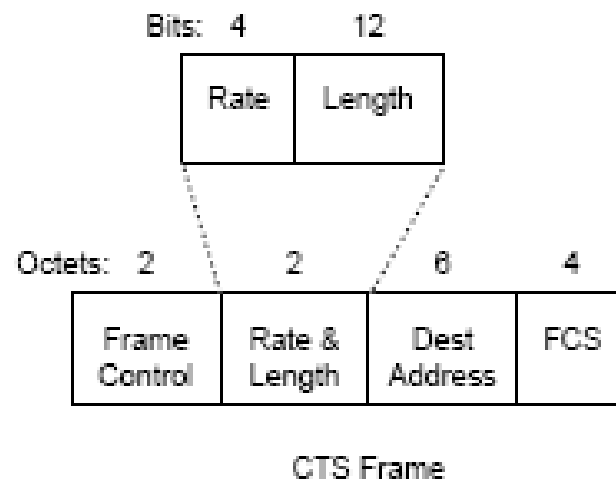 Bits: 4 12
Rate Length
Octets: 2 2 6 4
Frame Control
Rate & Length
Dest Address
FCS
CTS Frame